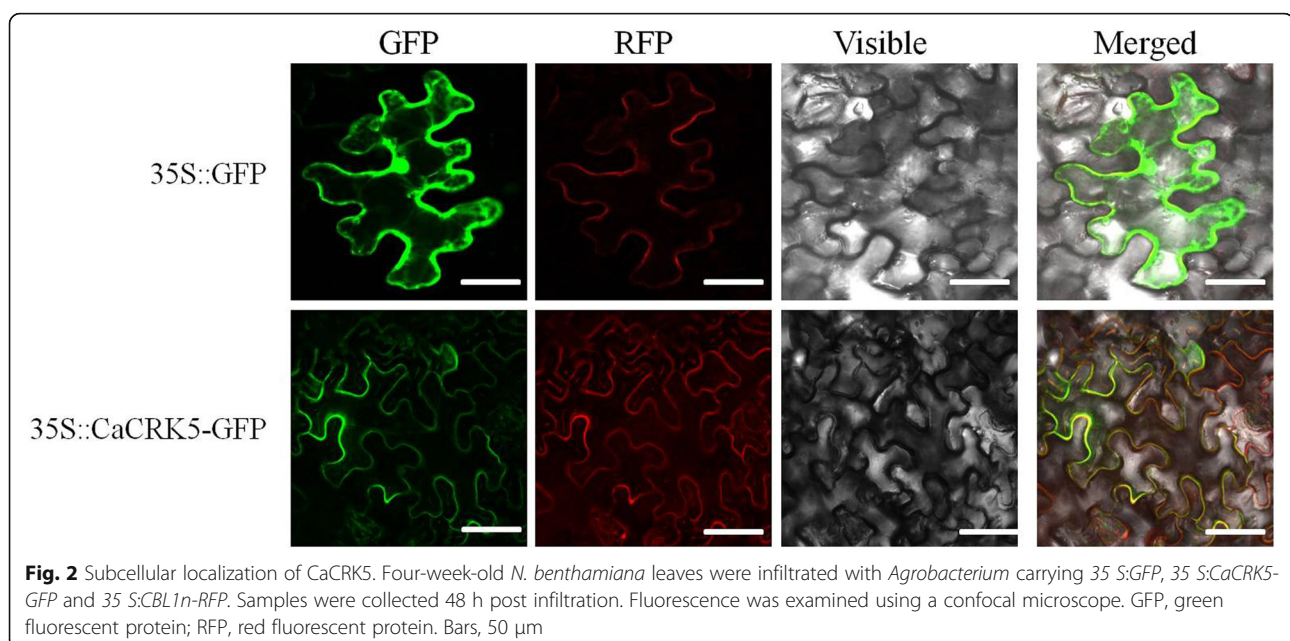 GFP RFP Visible Merged
35S::GFP
35S::CaCRK5-GFP
Fig. 2 Subcellular localization of CaCRK5. Four-week-old N. benthamiana leaves were infiltrated with Agrobacterium carrying 35 S:GFP, 35 S:CaCRK5-
GFP and 35 S:CBL1n-RFP. Samples were collected 48 h post infiltration. Fluorescence was examined using a confocal microscope. GFP, green
fluorescent protein; RFP, red fluorescent protein. Bars, 50 μm